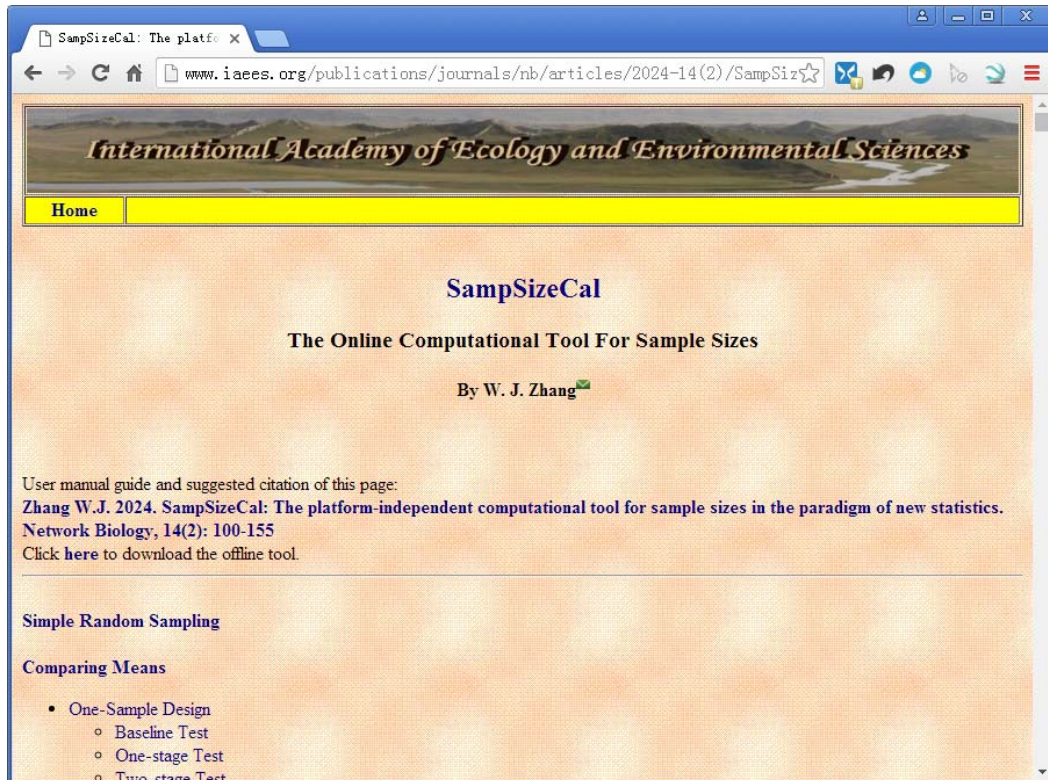 SampSizeCal: The platfo
www.iaees.org/publications/journals/nb/articles/2024-14(2)/SampSiz
International Academy of Ecology and Environmental Sciences
Home
SampSizeCal
The Online Computational Tool For Sample Sizes
By W. J. Zhang
User manual guide and suggested citation of this page:
Zhang W.J. 2024. SampSizeCal: The platform-independent computational tool for sample sizes in the paradigm of new statistics.
Network Biology, 14(2): 100-155
Click here to download the offline tool.
Simple Random Sampling
Comparing Means
One-Sample Design
Baseline Test
One-stage Test
Two-stage Test